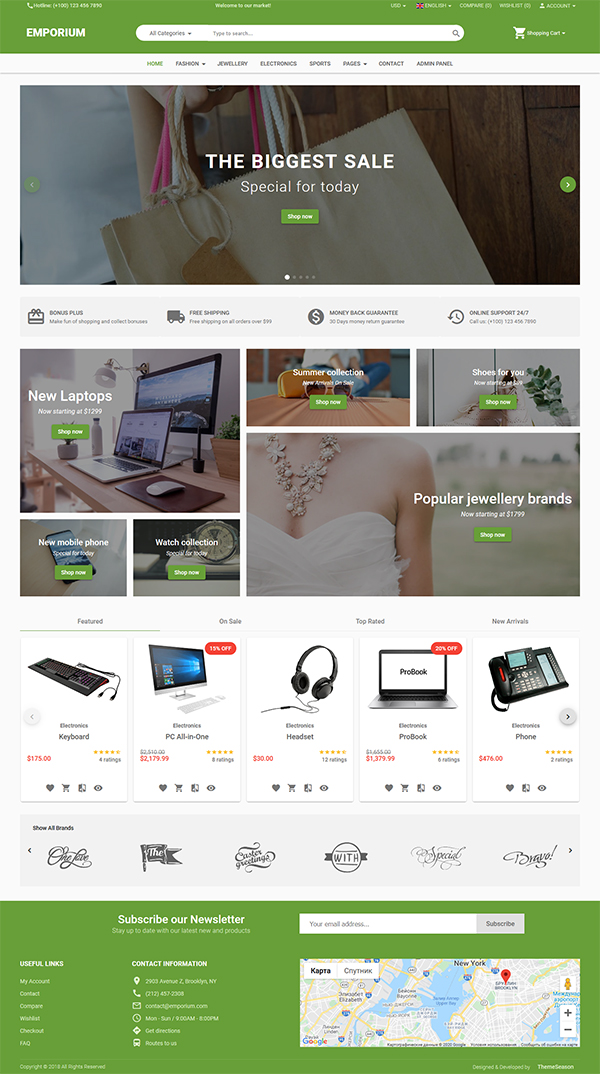 Hotline: (+100) 123 456 7890
Welcome to our market!
USD
ENGLISH
COMPARE (0)
WISHLIST (0)
ACCOUNT
EMPORIUM
All Categories
Type to search...
Shopping Cart
HOME
FASHION
JEWELLERY
ELECTRONICS
SPORTS
PAGES
CONTACT
ADMIN PANEL
THE BIGGEST SALE
Special for today
Shop now
BONUS PLUS
Make fun of shopping and collect bonuses
FREE SHIPPING
Free shipping on all orders over $99
MONEY BACK GUARANTEE
30 Days money return guarantee
ONLINE SUPPORT 24/7
Call us: (+100) 123 456 7890
New Laptops
Now starting at $1299
Shop now
Summer collection
New Arrivals On Sale
Shop now
Shoes for you
Now starting at $99
Shop now
Popular jewellery brands
Now starting at $1799
Shop now
New mobile phone
Special for today
Shop now
Watch collection
Special for today
Shop now
Featured
On Sale
Top Rated
New Arrivals
Electronics
Keyboard
$175.00
4 ratings
15% OFF
Electronics
PC All-in-One
$2,510.00
$2,179.99
8 ratings
Electronics
Headset
$30.00
12 ratings
20% OFF
ProBook
Electronics
ProBook
$1,655.00
$1,379.99
6 ratings
Electronics
Phone
$476.00
2 ratings
Show All Brands
One love
The
Easter greetings
WITH
Special
Bravo!
Subscribe our Newsletter
Stay up to date with our latest new and products
Your email address...
Subscribe
USEFUL LINKS
My Account
Contact
Compare
Wishlist
Checkout
FAQ
CONTACT INFORMATION
2903 Avenue Z, Brooklyn, NY
(212) 457-2308
contact@emporium.com
Mon - Sun / 9:00AM - 8:00PM
Get directions
Routes to us
Карта
Спутник
New York
Элизабет
Elizabeth
Бейонн
Bayonne
БРУКЛИН
BROOKLYN
Линден
Linden
Google
Картографические данные © 2020 Google
Условия использования
Сообщить об ошибке на карте
Copyright © 2018 All Rights Reserved
Designed & Developed by
ThemeSeason